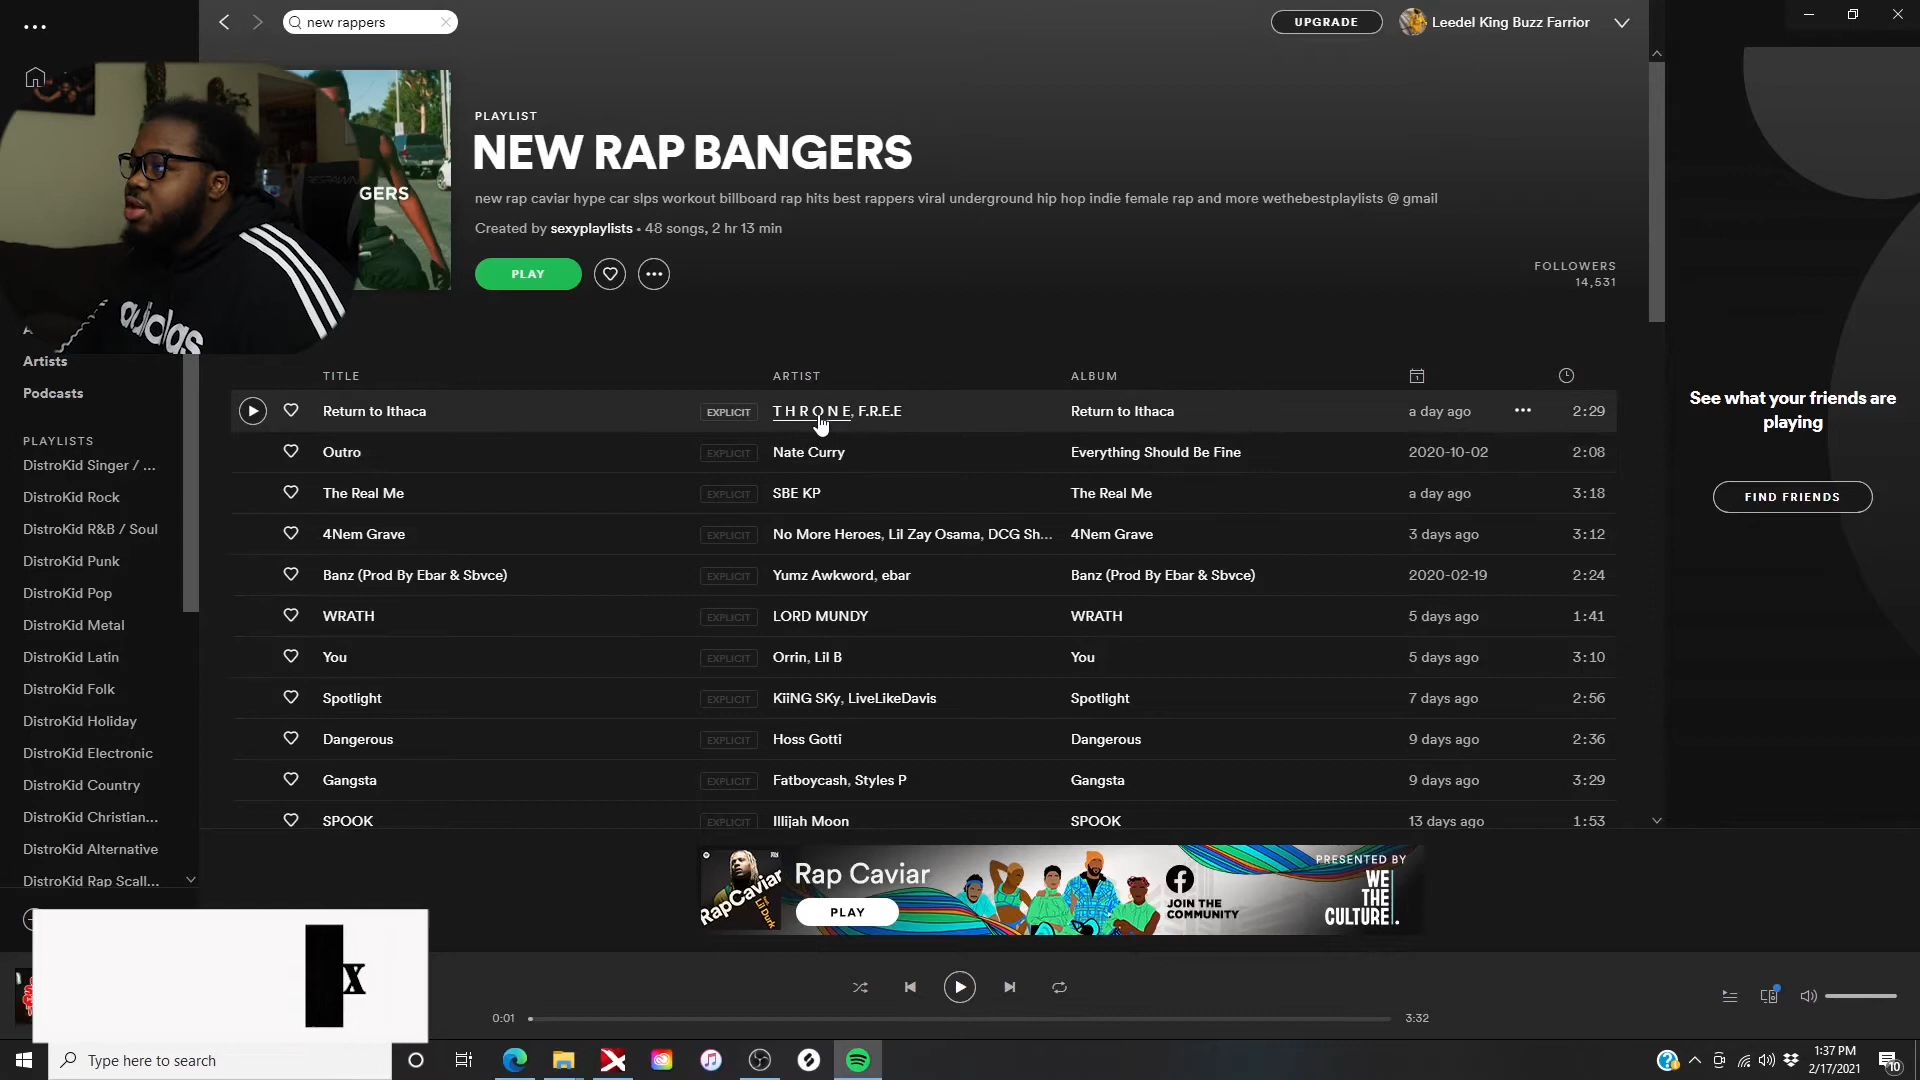 new rappers
UPGRADE
Leedel King Buzz Farrior
GERS
adidas
PLAYLIST
NEW RAP BANGERS
new rap caviar hype car slps workout billboard rap hits best rappers viral underground hip hop indie female rap and more wethebestplaylists @ gmail
Created by sexyplaylists • 48 songs, 2 hr 13 min
PLAY
FOLLOWERS
14,531
Artists
Podcasts
PLAYLISTS
DistroKid Singer / ...
DistroKid Rock
DistroKid R&B / Soul
DistroKid Punk
DistroKid Pop
DistroKid Metal
DistroKid Latin
DistroKid Folk
DistroKid Holiday
DistroKid Electronic
DistroKid Country
DistroKid Christian...
DistroKid Alternative
DistroKid Rap Scall...
TITLE ARTIST ALBUM
Return to Ithaca EXPLICIT T H R O N E, F.R.E.E Return to Ithaca a day ago 2:29
Outro EXPLICIT Nate Curry Everything Should Be Fine 2020-10-02 2:08
The Real Me EXPLICIT SBE KP The Real Me a day ago 3:18
4Nem Grave EXPLICIT No More Heroes, Lil Zay Osama, DCG Sh... 4Nem Grave 3 days ago 3:12
Banz (Prod By Ebar & Sbvce) EXPLICIT Yumz Awkword, ebar Banz (Prod By Ebar & Sbvce) 2020-02-19 2:24
WRATH EXPLICIT LORD MUNDY WRATH 5 days ago 1:41
You EXPLICIT Orrin, Lil B You 5 days ago 3:10
Spotlight EXPLICIT KiiNG SKy, LiveLikeDavis Spotlight 7 days ago 2:56
Dangerous EXPLICIT Hoss Gotti Dangerous 9 days ago 2:36
Gangsta EXPLICIT Fatboycash, Styles P Gangsta 9 days ago 3:29
SPOOK EXPLICIT Illijah Moon SPOOK 13 days ago 1:53
See what your friends are
playing
FIND FRIENDS
RapCaviar
Lil Durk
Rap Caviar
PLAY
JOIN THE
COMMUNITY
PRESENTED BY
WE
THE
CULTURE.
X
0:01
3:32
Type here to search
1:37 PM
2/17/2021
10